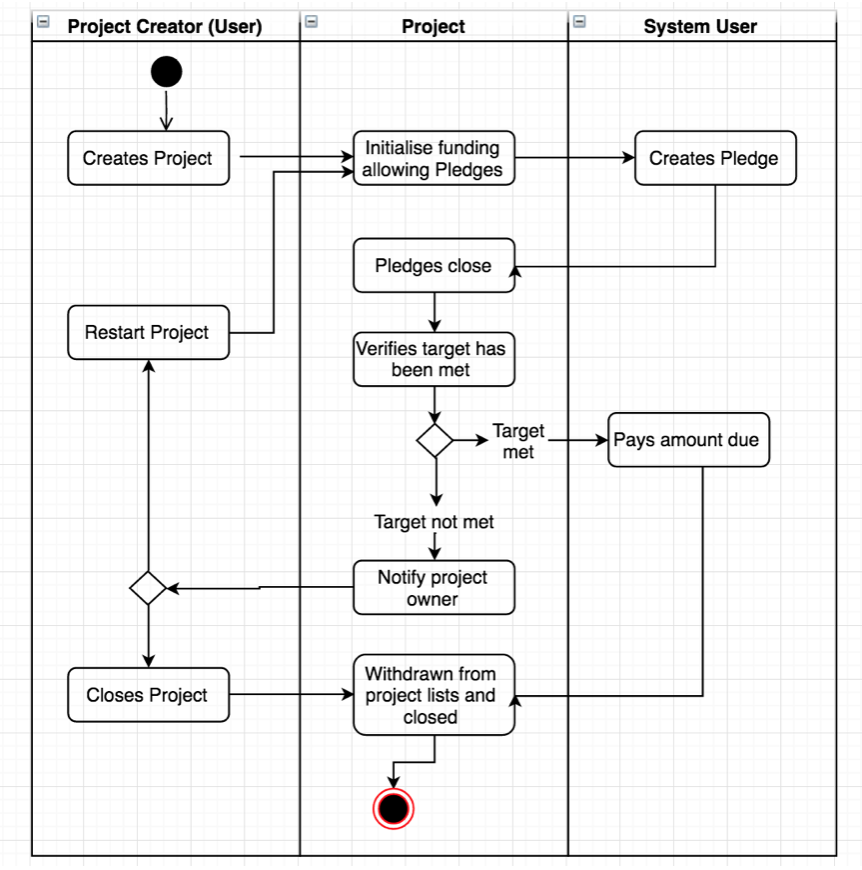 Project Creator (User)
Project
System User
Creates Project
Initialise funding
allowing Pledges
Creates Pledge
Pledges close
Restart Project
Verifies target has
been met
Target
met
Pays amount due
Target not met
Notify project
owner
Closes Project
Withdrawn from
project lists and
closed